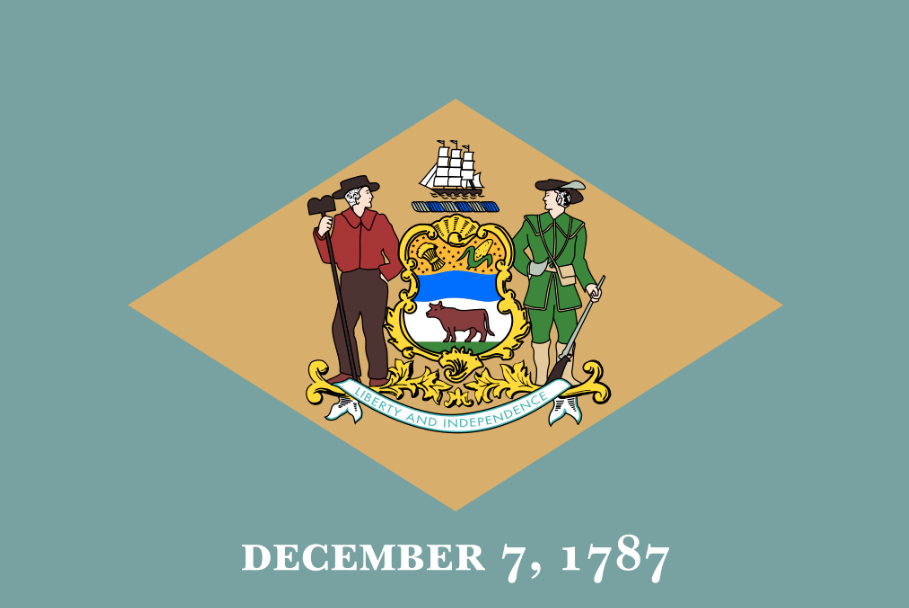 LIBERTY AND INDEPENDENCE
DECEMBER 7, 1787